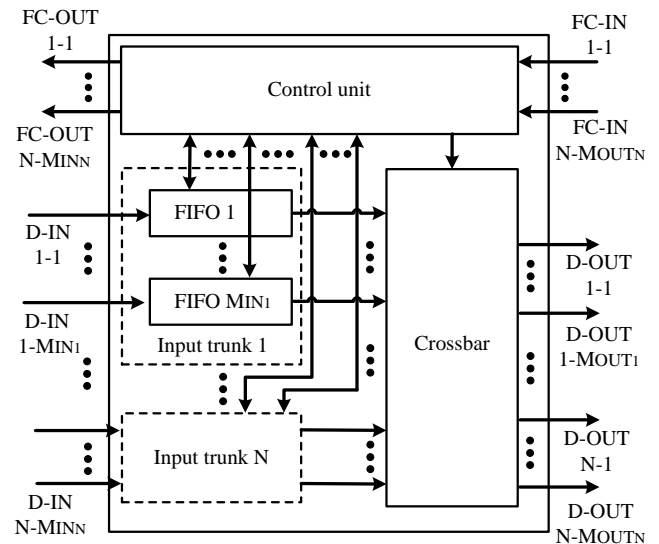 FC-OUT
1-1
FC-OUT
N-MINN
Control unit
FC-IN
1-1
FC-IN
N-MOUTN
D-IN
1-1
D-IN
1-MIN1
FIFO 1
FIFO MIN1
Input trunk 1
Crossbar
D-OUT
1-1
D-OUT
1-MOUT1
Input trunk N
D-IN
N-MINN
D-OUT
N-1
D-OUT
N-MOUTN